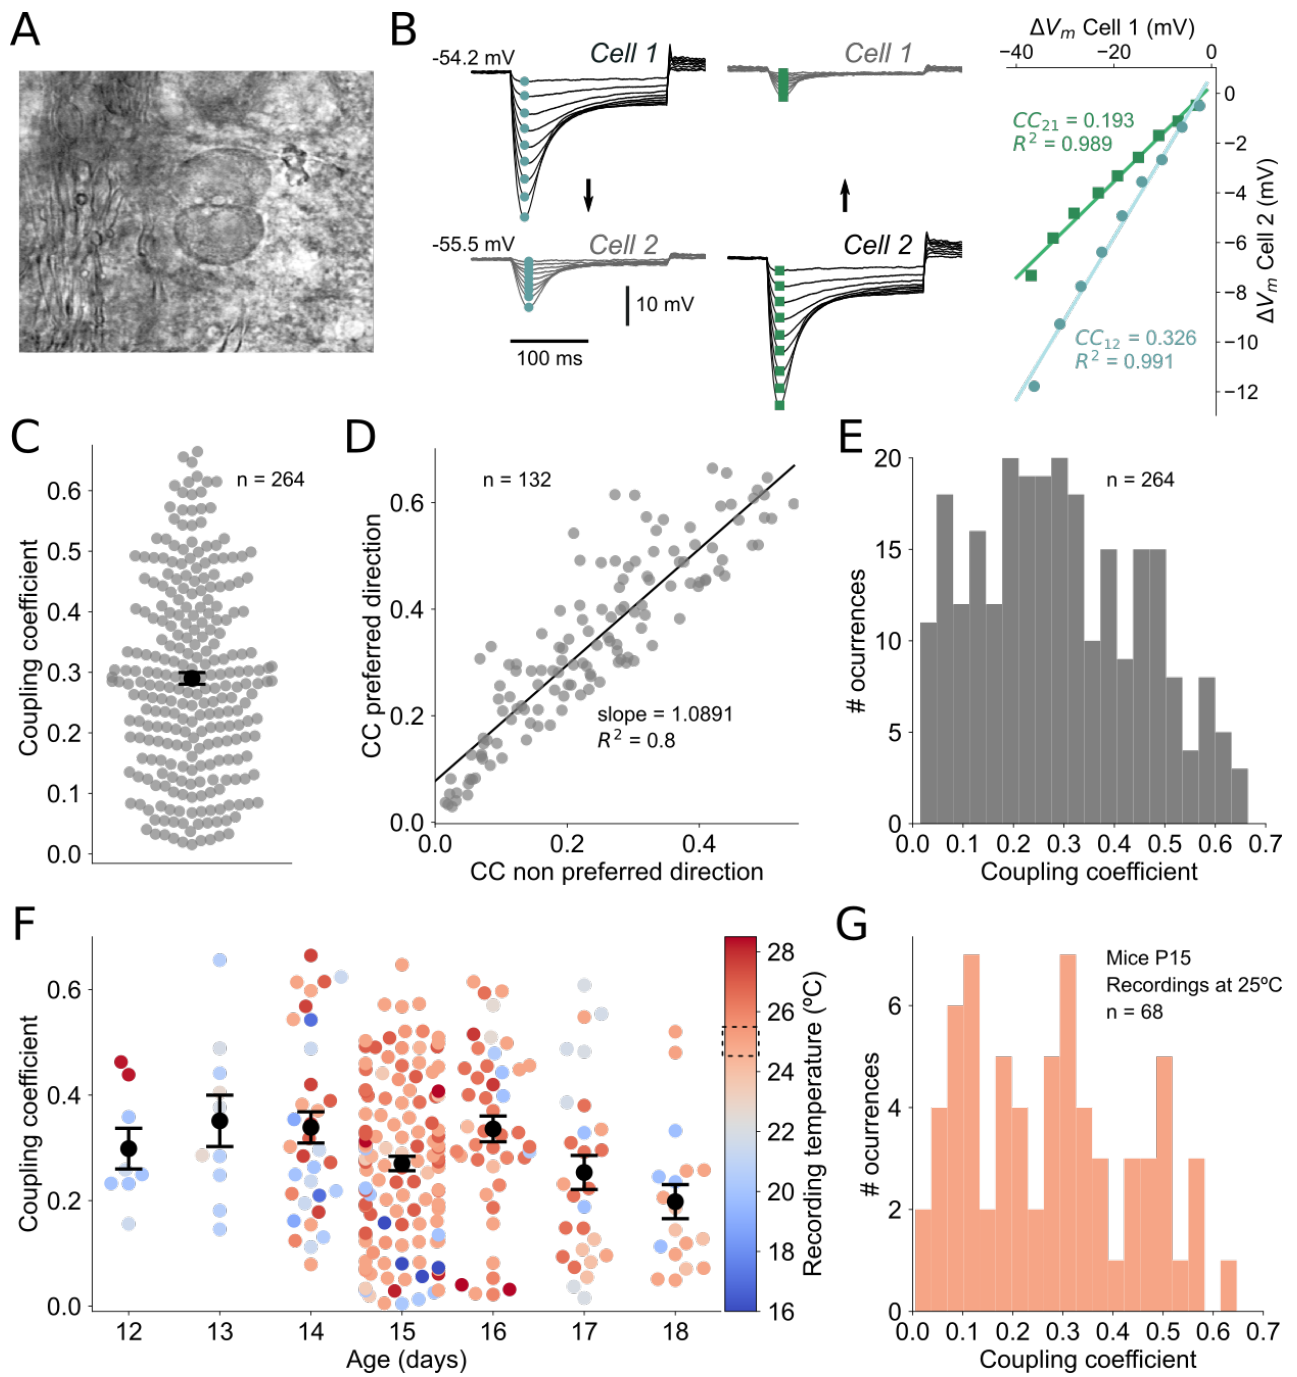 A
B
-54.2 mV
Cell 1
Cell 1
-55.5 mV
Cell 2
Cell 2
10 mV
100 ms
ΔVm Cell 1 (mV)
−40 −20 0
CC21 = 0.193
R² = 0.989
CC12 = 0.326
R² = 0.991
0
−2
−4
−6
−8
−10
−12
ΔVm Cell 2 (mV)
C
n = 264
Coupling coefficient
0.6
0.5
0.4
0.3
0.2
0.1
0.0
D
n = 132
CC preferred direction
0.6
0.4
0.2
0.0
slope = 1.0891
R² = 0.8
0 0.2 0.4
CC non preferred direction
E
n = 264
# ocurrences
20
15
10
5
0
0.0 0.1 0.2 0.3 0.4 0.5 0.6 0.7
Coupling coefficient
F
Coupling coefficient
0.6
0.4
0.2
0.0
12 13 14 15 16 17 18
Age (days)
28
26
24
22
20
18
16
Recording temperature (ºC)
G
Mice P15
Recordings at 25ºC
n = 68
# ocurrences
6
4
2
0
0.0 0.1 0.2 0.3 0.4 0.5 0.6 0.7
Coupling coefficient